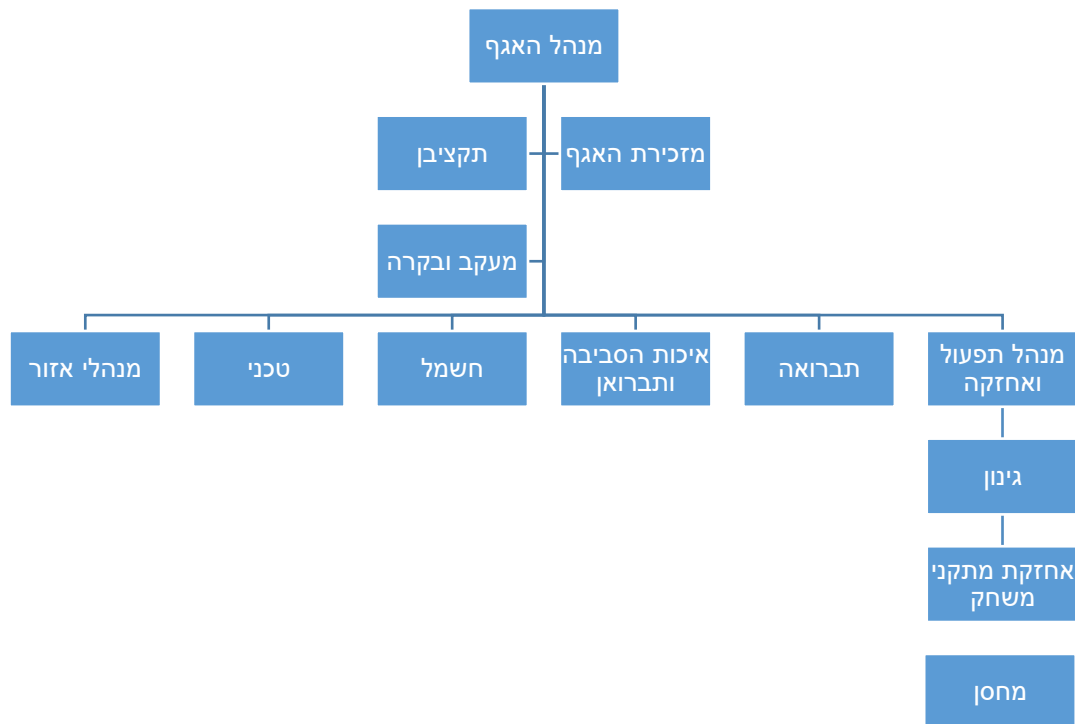 מנהל האגף
מזכירת האגף
תקציבן
מעקב ובקרה
מנהל תפעול
ואחזקה
תברואה
איכות הסביבה
ותברואן
חשמל
טכני
מנהלי אזור
גינון
אחזקת מתקני
משחק
מחסן